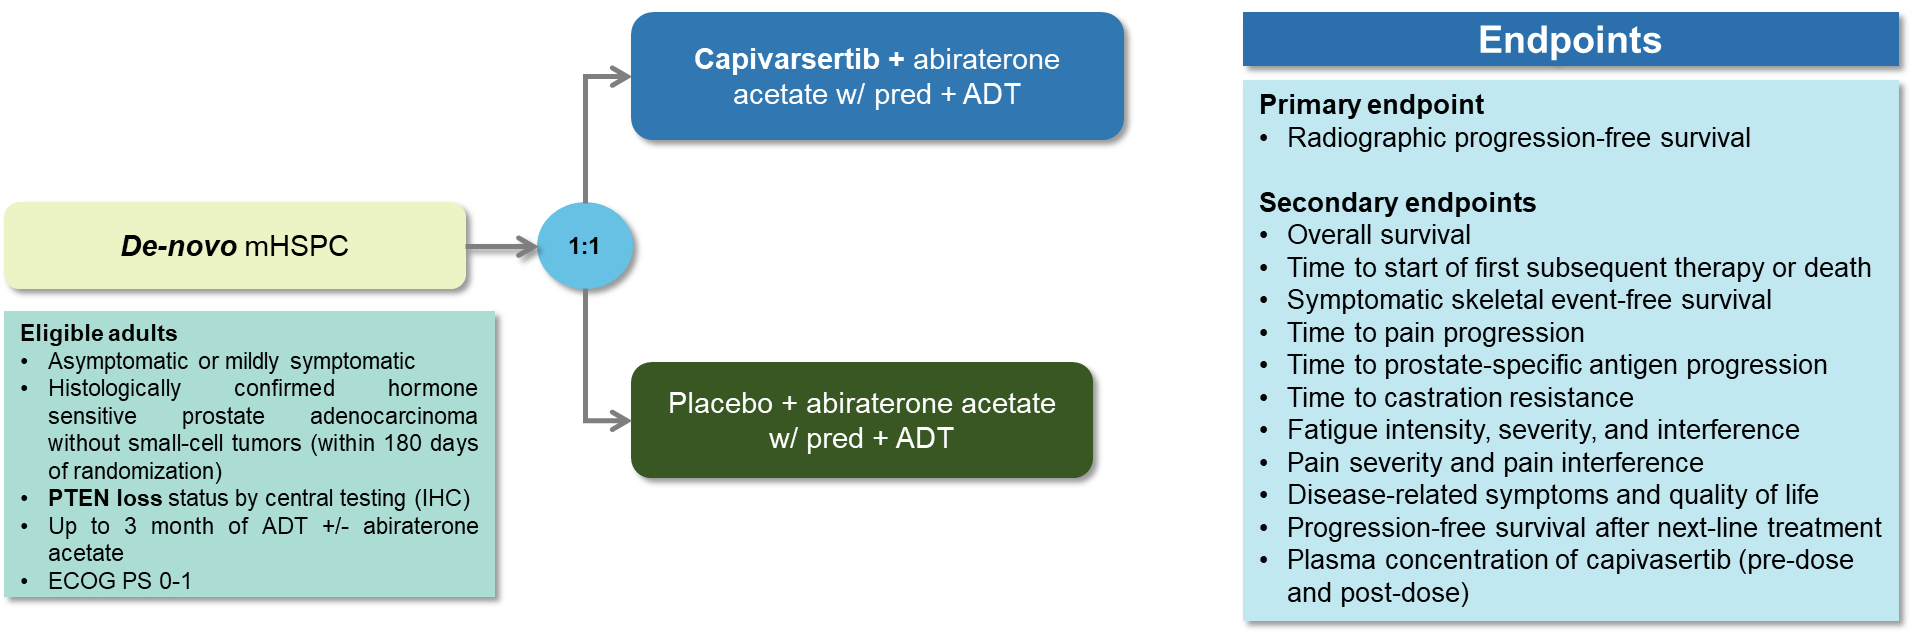 De-novo mHSPC
Eligible adults
• Asymptomatic or mildly symptomatic
• Histologically confirmed hormone
sensitive prostate adenocarcinoma
without small-cell tumors (within 180 days
of randomization)
• PTEN loss status by central testing (IHC)
• Up to 3 month of ADT +/- abiraterone
acetate
• ECOG PS 0-1
1:1
Capivarsertib + abiraterone
acetate w/ pred + ADT
Placebo + abiraterone acetate
w/ pred + ADT
Endpoints
Primary endpoint
• Radiographic progression-free survival
Secondary endpoints
• Overall survival
• Time to start of first subsequent therapy or death
• Symptomatic skeletal event-free survival
• Time to pain progression
• Time to prostate-specific antigen progression
• Time to castration resistance
• Fatigue intensity, severity, and interference
• Pain severity and pain interference
• Disease-related symptoms and quality of life
• Progression-free survival after next-line treatment
• Plasma concentration of capivasertib (pre-dose
and post-dose)